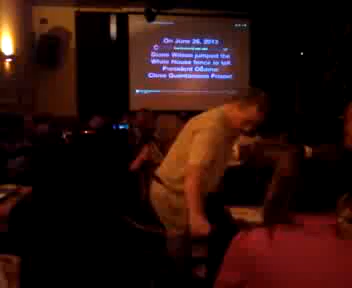 On June 26, 2013
Diane Wilson jumped the
White House fence to tell
President Obama:
Close Guantanamo Prison!